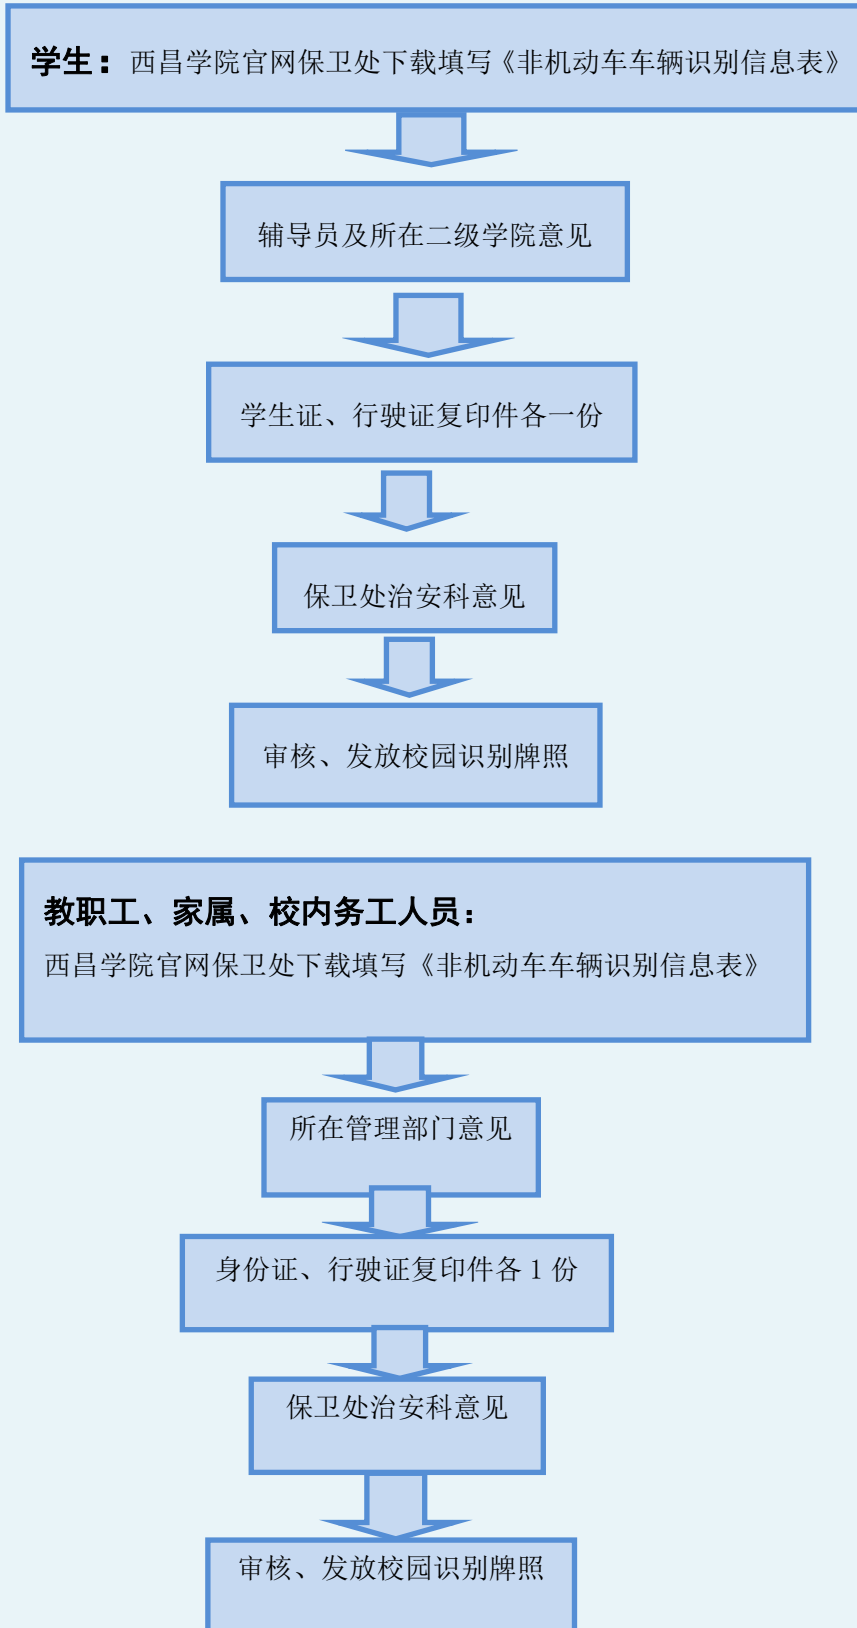 学生：西昌学院官网保卫处下载填写《非机动车车辆识别信息表》
辅导员及所在二级学院意见
学生证、行驶证复印件各一份
保卫处治安科意见
审核、发放校园识别牌照
教职工、家属、校内务工人员：
西昌学院官网保卫处下载填写《非机动车车辆识别信息表》
所在管理部门意见
身份证、行驶证复印件各 1 份
保卫处治安科意见
审核、发放校园识别牌照